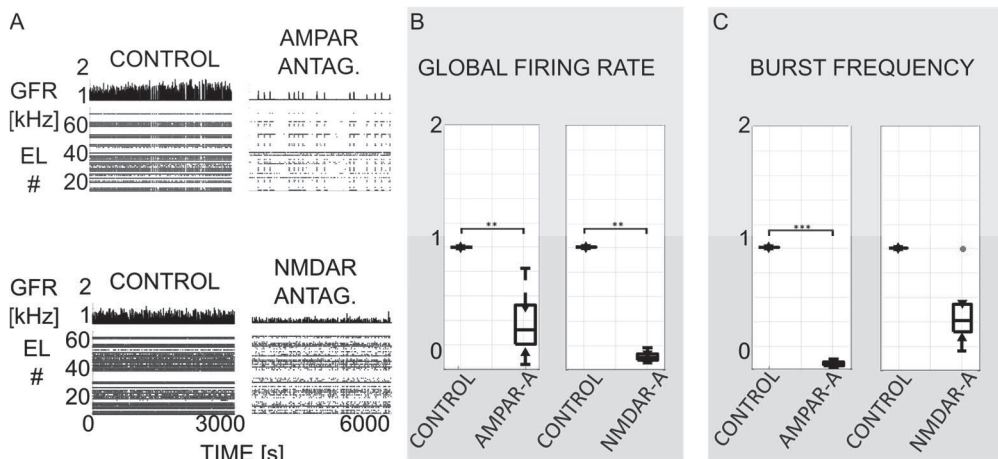 A
CONTROL
AMPAR
ANTAG.
2
GFR
1
[kHz]
60
EL
40
#
20
CONTROL
NMDAR
ANTAG.
GFR
2
[kHz]
1
EL
60
#
40
20
0
3000
6000
TIME [s]
B
GLOBAL FIRING RATE
2
1
0
**
**
CONTROL
AMPAR-A
CONTROL
NMDAR-A
C
BURST FREQUENCY
2
1
0
***
CONTROL
AMPAR-A
CONTROL
NMDAR-A